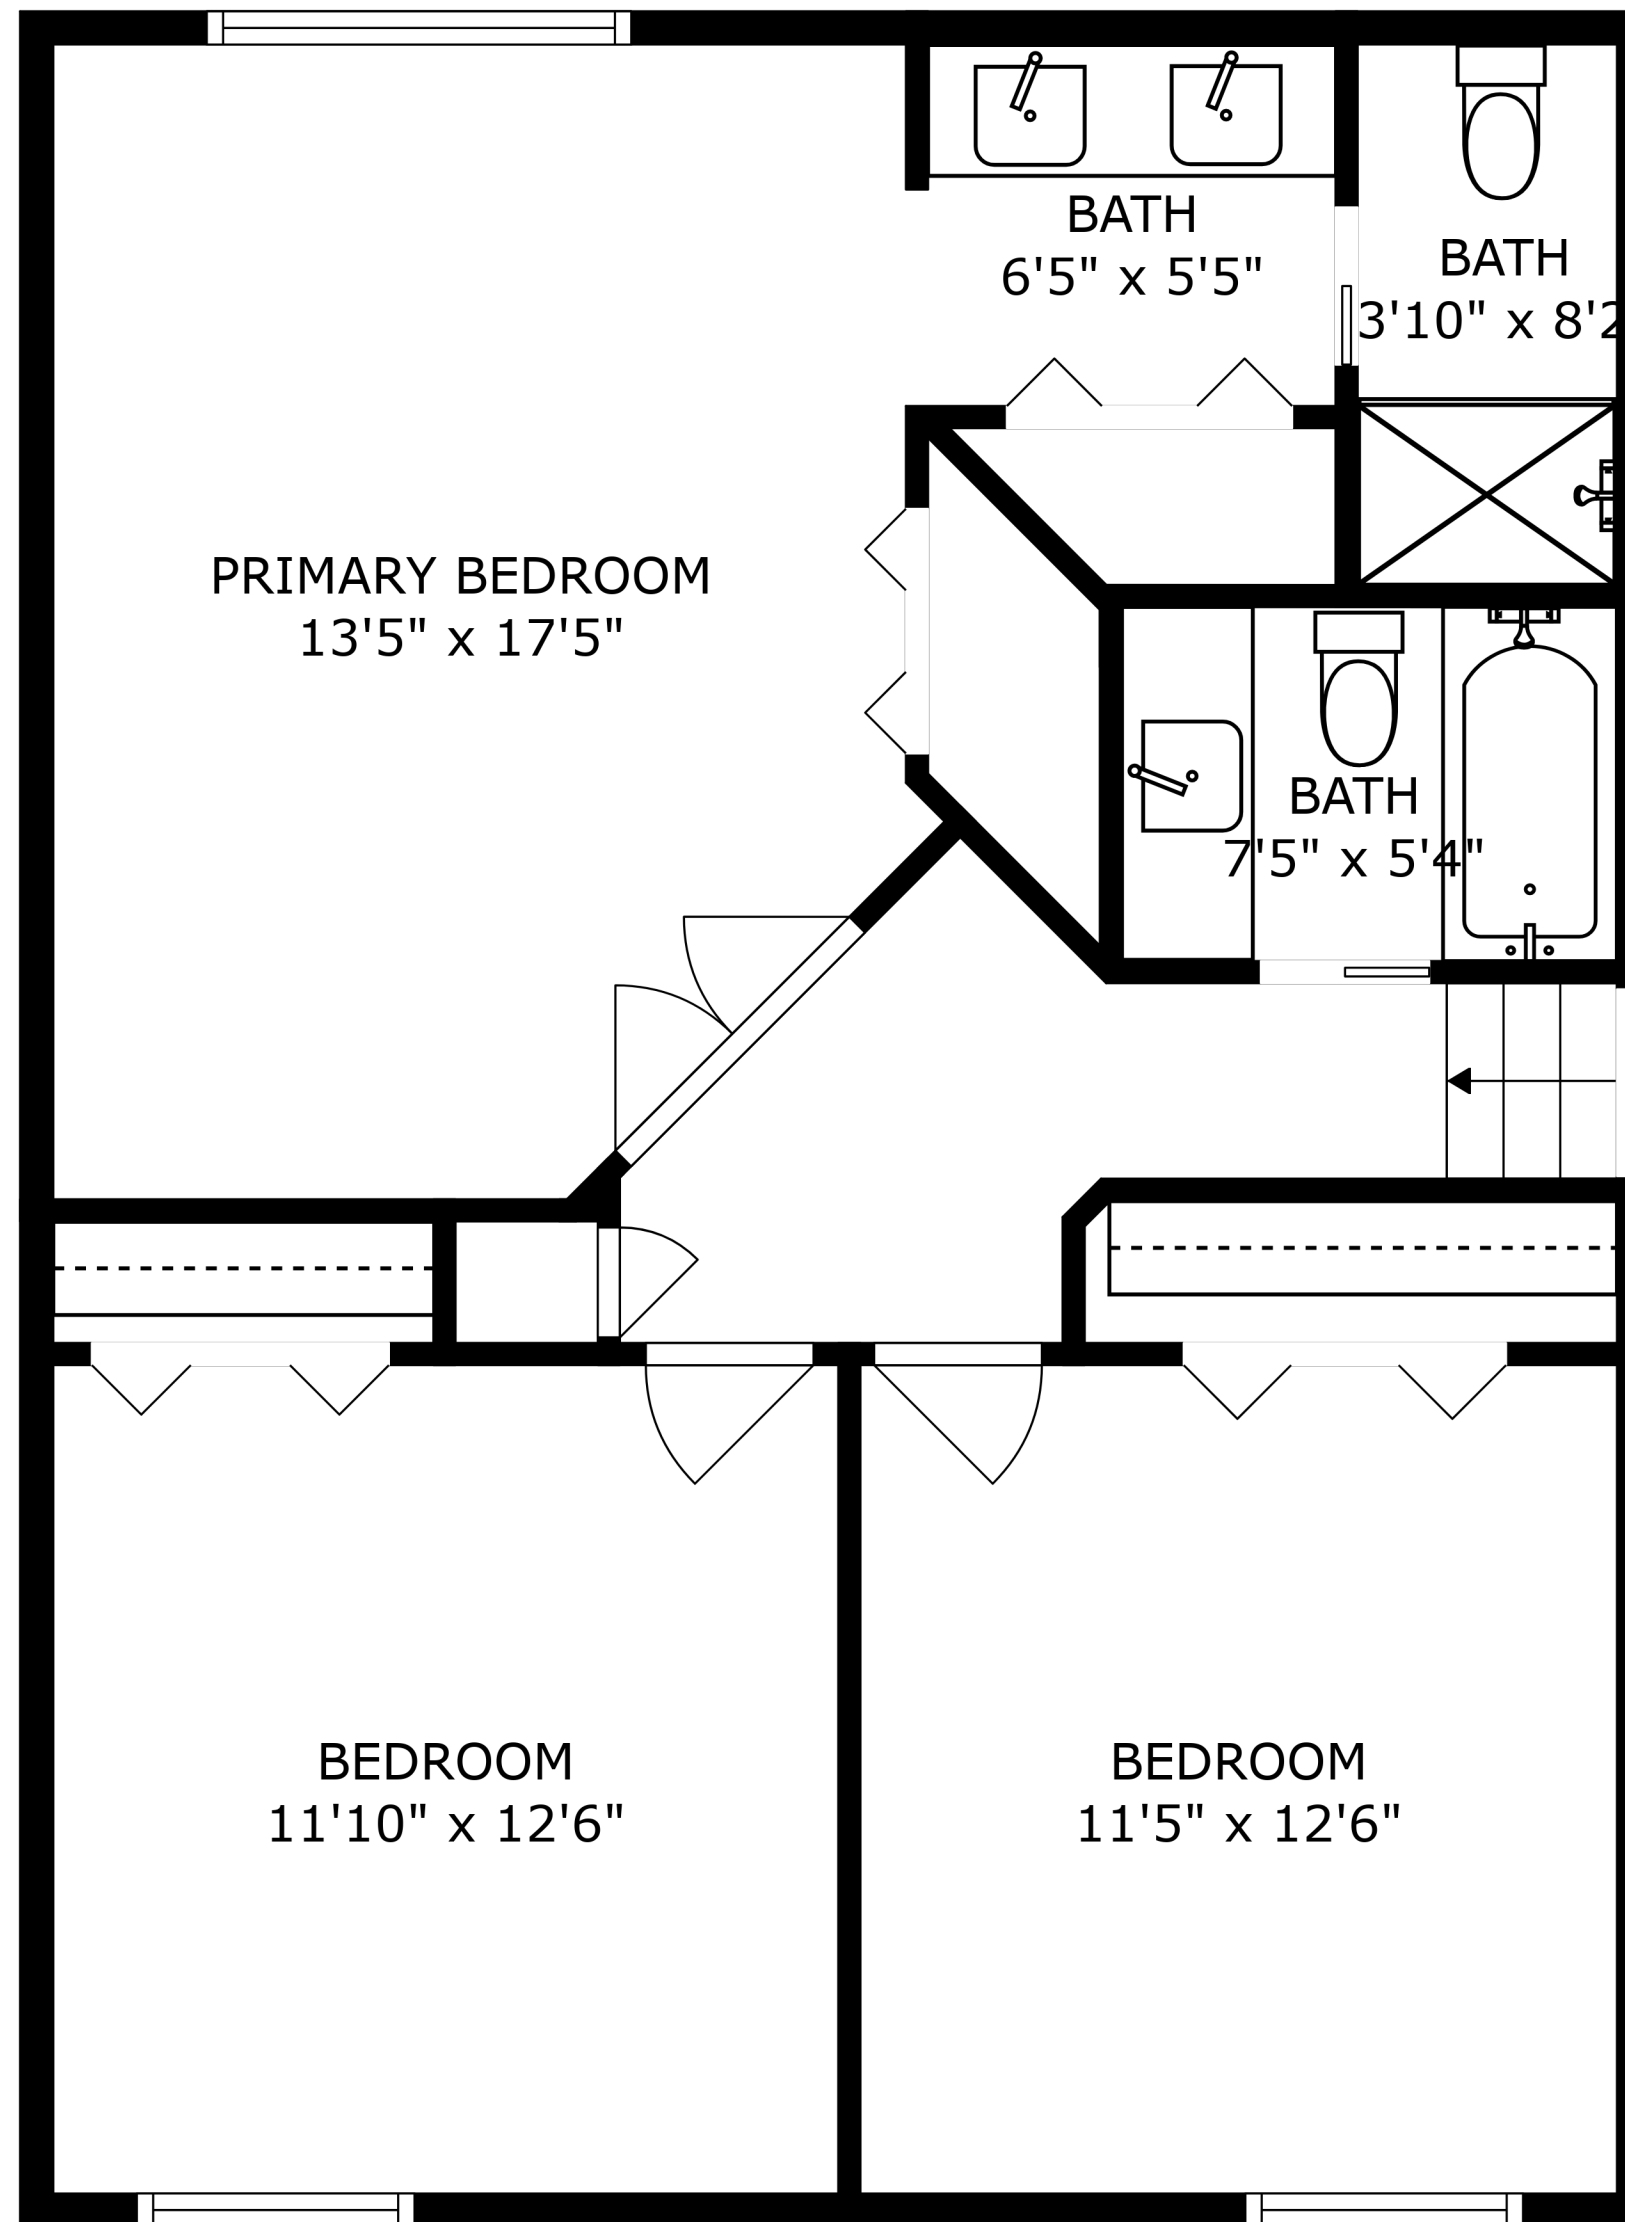 BATH
6'5" x 5'5"
BATH
3'10" x 8'2
PRIMARY BEDROOM
13'5" x 17'5"
BATH
7'5" x 5'4"
BEDROOM
11'10" x 12'6"
BEDROOM
11'5" x 12'6"